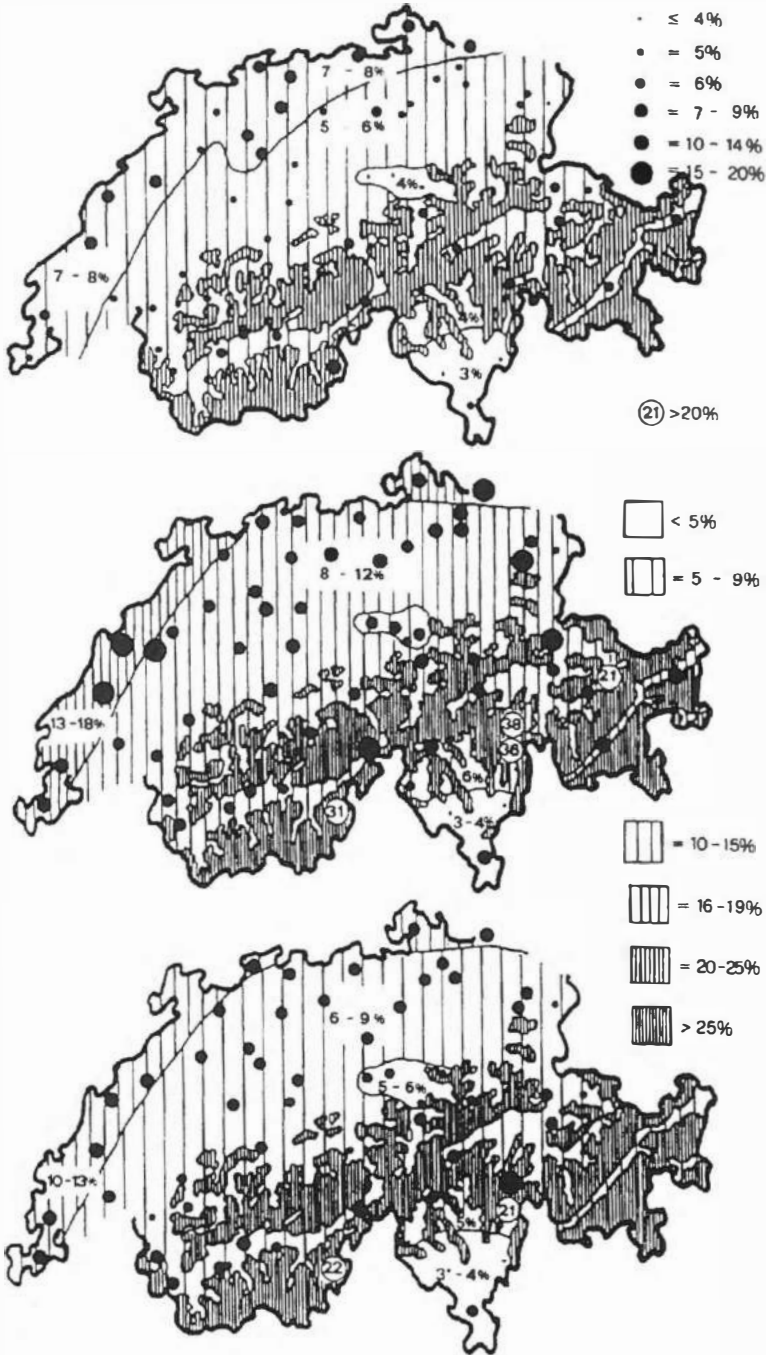 ≤ 4%
= 5%
= 6%
= 7 - 9%
= 10 - 14%
= 15 - 20%
7 - 8%
5 - 6%
4%
7 - 8%
4%
3%
21 >20%
< 5%
= 5 - 9%
8 - 12%
21
13 - 18%
38
36
6%
31
3 - 4%
= 10 - 15%
= 16 - 19%
= 20 - 25%
> 25%
6 - 9%
5 - 6%
10 - 13%
21
5%
22
3 - 4%